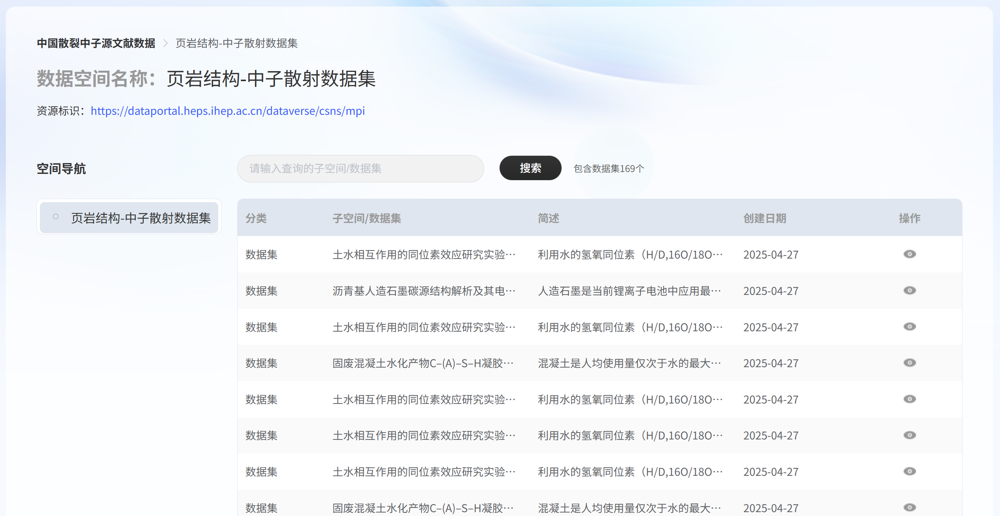 中国散裂中子源文献数据 > 页岩结构-中子散射数据集
数据空间名称：页岩结构-中子散射数据集
资源标识：https://dataportal.heps.ihep.ac.cn/dataverse/csns/mpi
空间导航 请输入查询的子空间/数据集 搜索 包含数据集169个
页岩结构-中子散射数据集
分类 子空间/数据集 简述 创建日期 操作
数据集 土水相互作用的同位素效应研究实验… 利用水的氢氧同位素（H/D,16O/18O… 2025-04-27
数据集 沥青基人造石墨碳源结构解析及其电… 人造石墨是当前锂离子电池中应用最… 2025-04-27
数据集 土水相互作用的同位素效应研究实验… 利用水的氢氧同位素（H/D,16O/18O… 2025-04-27
数据集 固废混凝土水化产物C–(A)–S–H凝胶… 混凝土是人均使用量仅次于水的最大… 2025-04-27
数据集 土水相互作用的同位素效应研究实验… 利用水的氢氧同位素（H/D,16O/18O… 2025-04-27
数据集 土水相互作用的同位素效应研究实验… 利用水的氢氧同位素（H/D,16O/18O… 2025-04-27
数据集 土水相互作用的同位素效应研究实验… 利用水的氢氧同位素（H/D,16O/18O… 2025-04-27
数据集 固废混凝土水化产物C–(A)–S–H凝胶… 混凝土是人均使用量仅次于水的最大… 2025-04-27